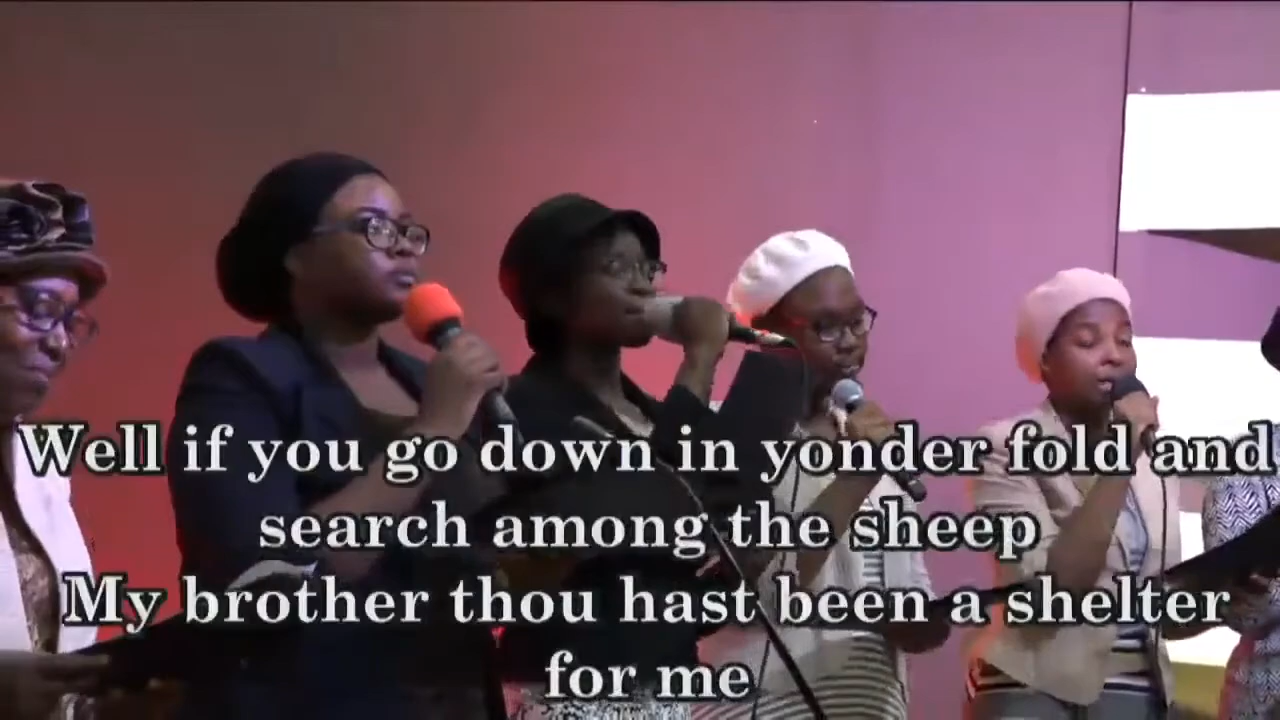 Well if you go down in yonder fold and
search among the sheep
My brother thou hast been a shelter
for me